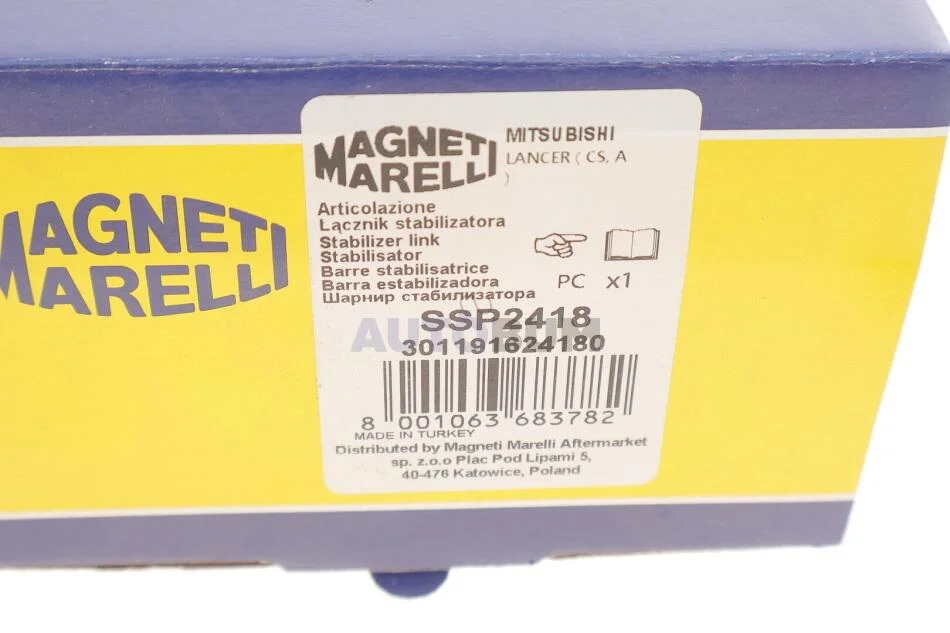 MAGNETI
MARELLI
MAGNETI
MARELLI
MITSUBISHI
LANCER ( CS, A
)
Articolazione
Łącznik stabilizatora
Stabilizer link
Stabilisator
Barre stabilisatrice
Barra estabilizadora
Шарнир стабилизатора
PC x1
SSP2418
301191624180
8 001063 683782
MADE IN TURKEY
Distributed by Magneti Marelli Aftermarket
sp. z.o.o Plac Pod Lipami 5,
40-476 Katowice, Poland